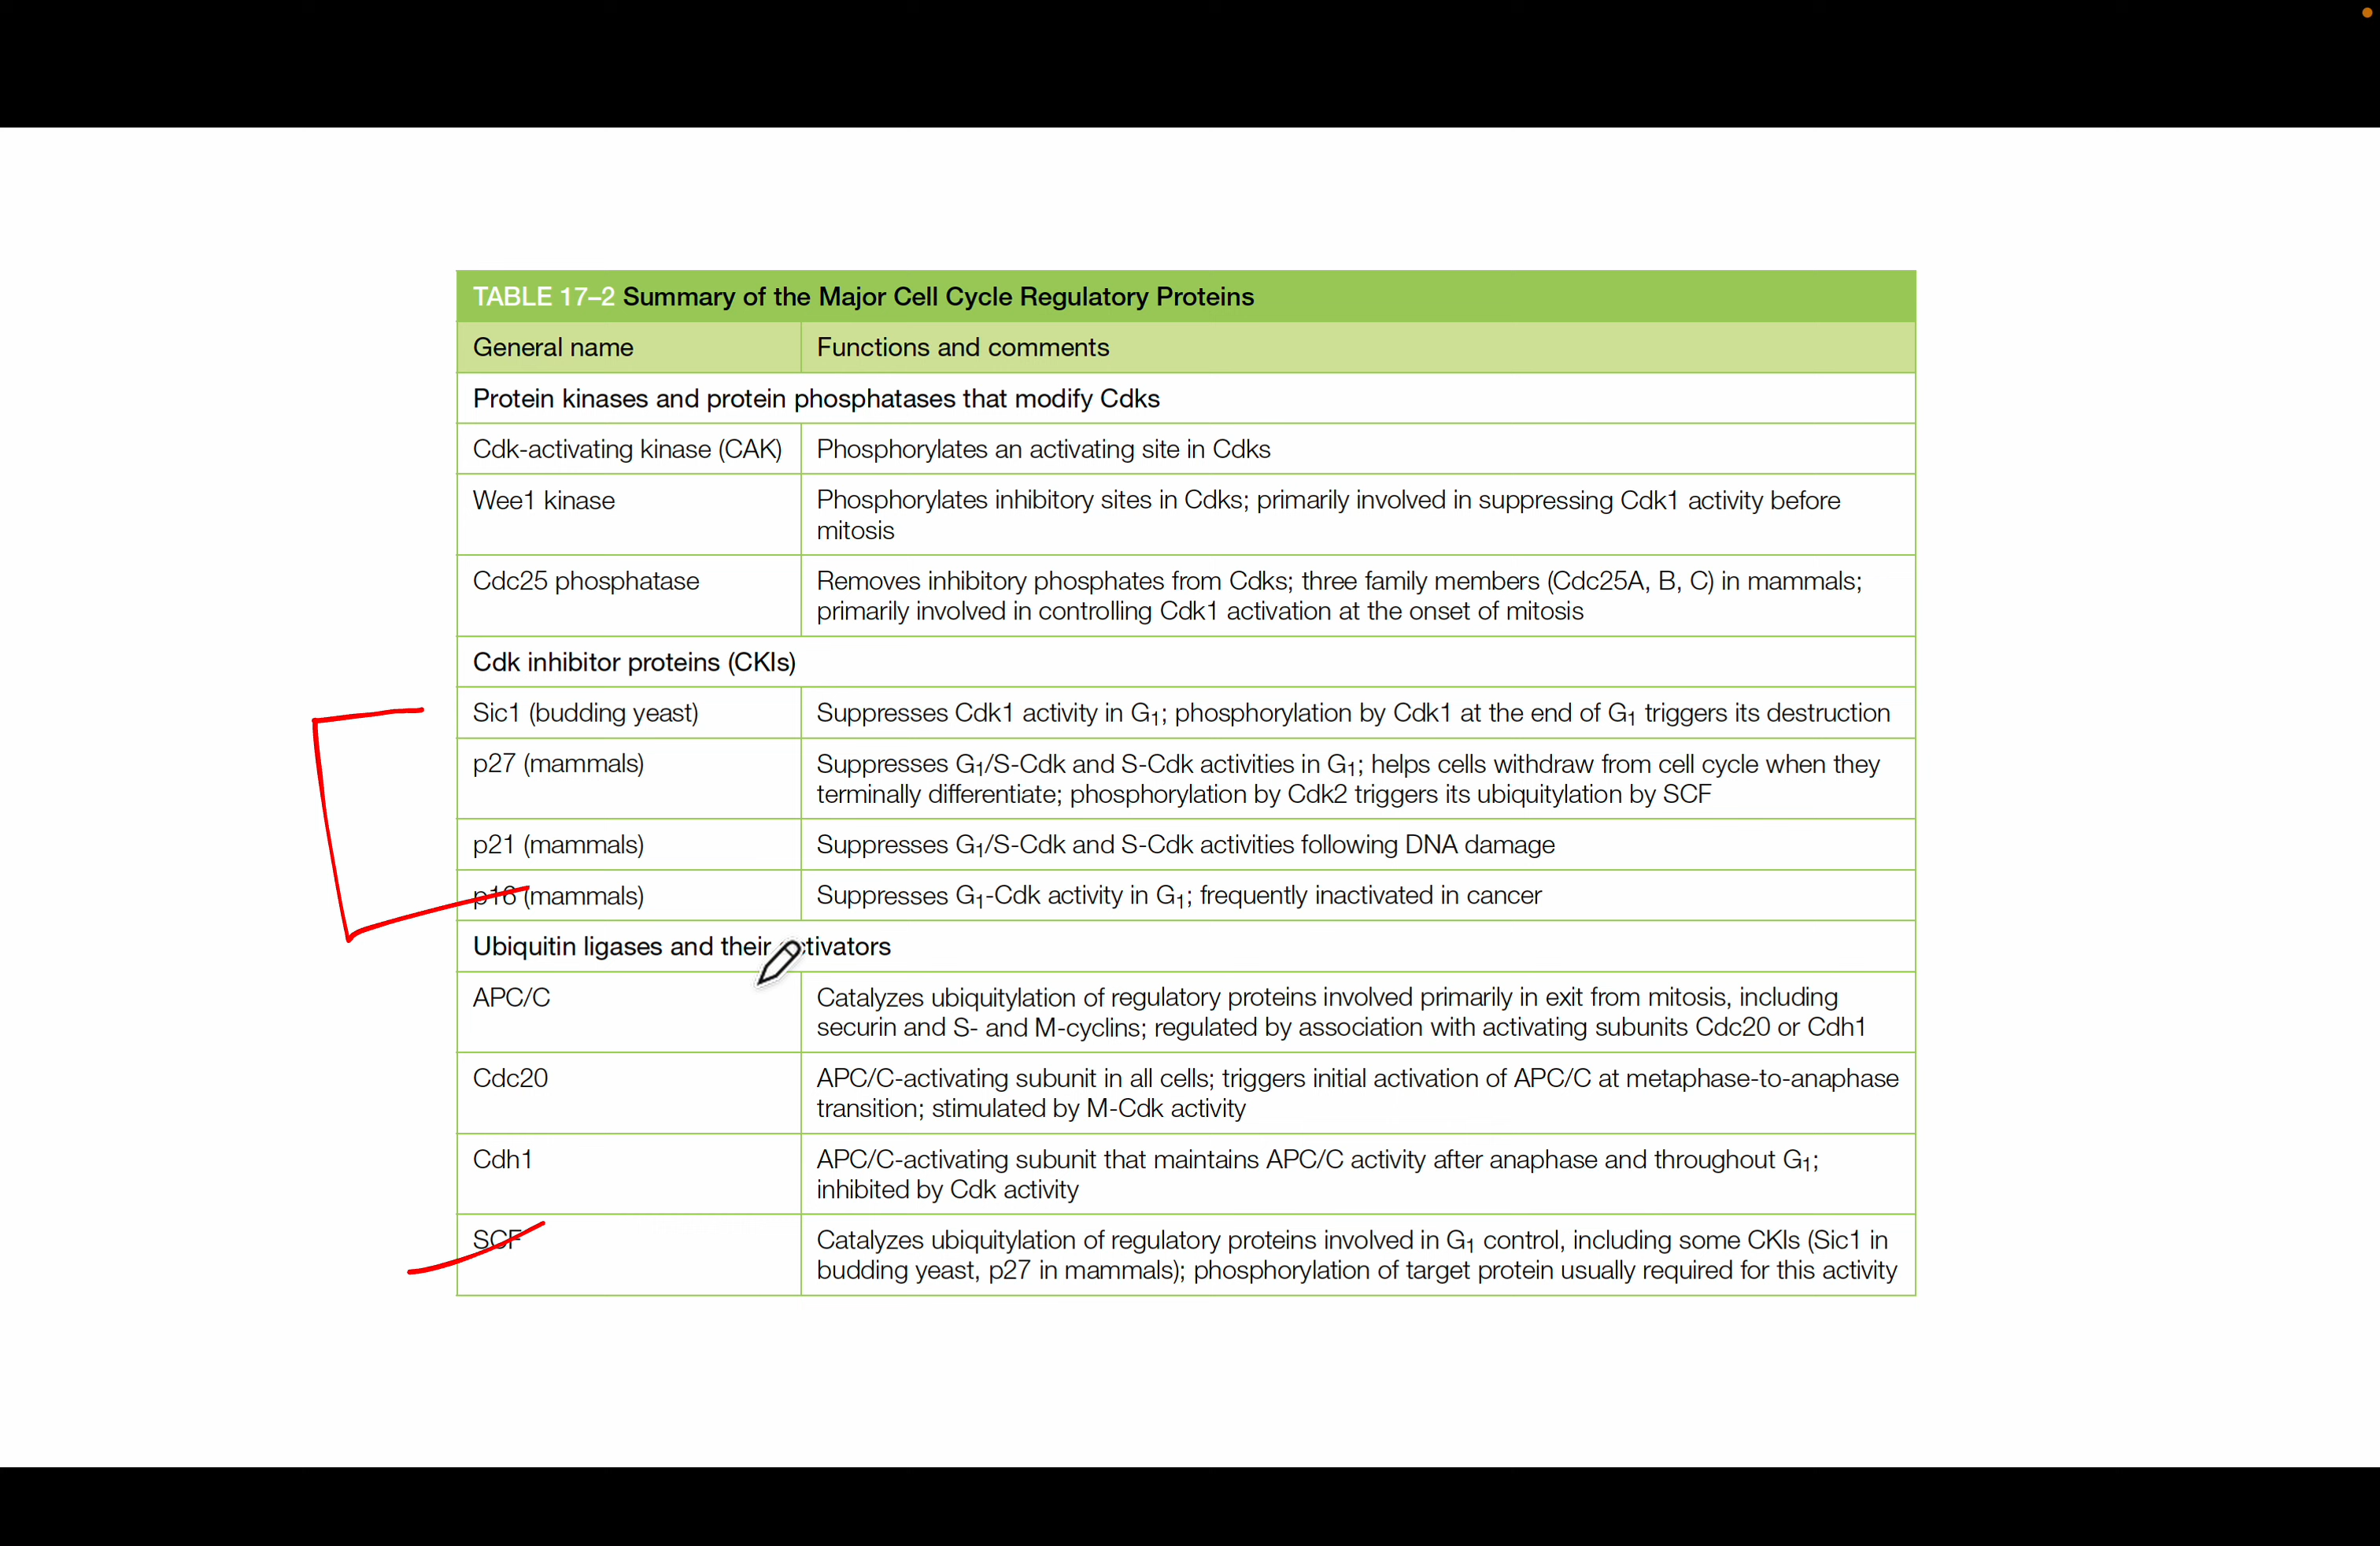 TABLE 17–2 Summary of the Major Cell Cycle Regulatory Proteins
General name
Functions and comments
Protein kinases and protein phosphatases that modify Cdks
Cdk-activating kinase (CAK)
Phosphorylates an activating site in Cdks
Wee1 kinase
Phosphorylates inhibitory sites in Cdks; primarily involved in suppressing Cdk1 activity before
mitosis
Cdc25 phosphatase
Removes inhibitory phosphates from Cdks; three family members (Cdc25A, B, C) in mammals;
primarily involved in controlling Cdk1 activation at the onset of mitosis
Cdk inhibitor proteins (CKIs)
Sic1 (budding yeast)
Suppresses Cdk1 activity in G1; phosphorylation by Cdk1 at the end of G1 triggers its destruction
p27 (mammals)
Suppresses G1/S-Cdk and S-Cdk activities in G1; helps cells withdraw from cell cycle when they
terminally differentiate; phosphorylation by Cdk2 triggers its ubiquitylation by SCF
p21 (mammals)
Suppresses G1/S-Cdk and S-Cdk activities following DNA damage
p16 (mammals)
Suppresses G1-Cdk activity in G1; frequently inactivated in cancer
Ubiquitin ligases and their activators
APC/C
Catalyzes ubiquitylation of regulatory proteins involved primarily in exit from mitosis, including
securin and S- and M-cyclins; regulated by association with activating subunits Cdc20 or Cdh1
Cdc20
APC/C-activating subunit in all cells; triggers initial activation of APC/C at metaphase-to-anaphase
transition; stimulated by M-Cdk activity
Cdh1
APC/C-activating subunit that maintains APC/C activity after anaphase and throughout G1;
inhibited by Cdk activity
SCF
Catalyzes ubiquitylation of regulatory proteins involved in G1 control, including some CKIs (Sic1 in
budding yeast, p27 in mammals); phosphorylation of target protein usually required for this activity